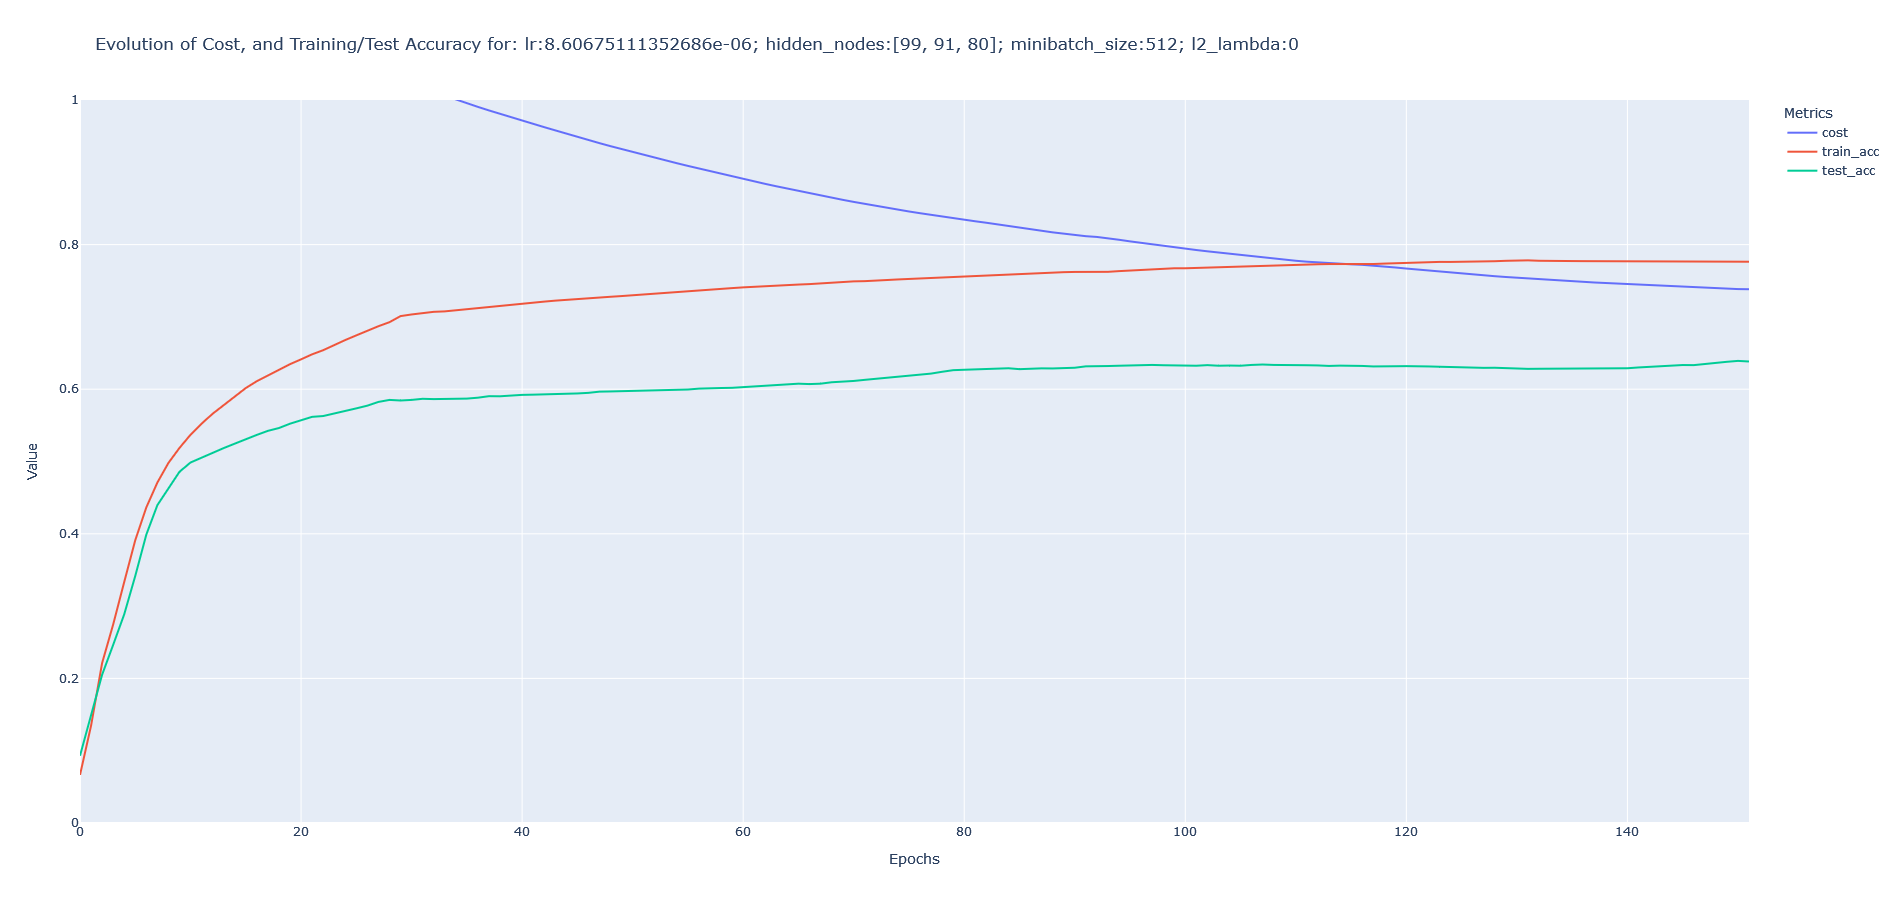 Evolution of Cost, and Training/Test Accuracy for: lr:8.60675111352686e-06; hidden_nodes:[99, 91, 80]; minibatch_size:512; l2_lambda:0
Metrics
cost
train_acc
test_acc
Value
1
0.8
0.6
0.4
0.2
0
0 20 40 60 80 100 120 140
Epochs